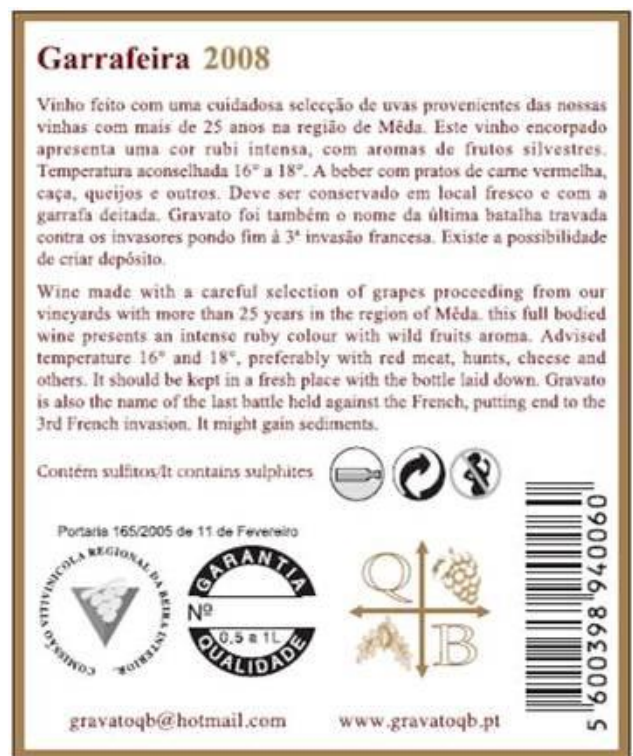 Garrafeira 2008
Vinho feito com uma cuidadosa selecção de uvas provenientes das nossas
vinhas com mais de 25 anos na região de Mêda. Este vinho encorpado
apresenta uma cor rubi intensa, com aromas de frutos silvestres.
Temperatura aconselhada 16° a 18°. A beber com pratos de carne vermelha,
caça, queijos e outros. Deve ser conservado em local fresco e com a
garrafa deitada. Gravato foi também o nome da última batalha travada
contra os invasores pondo fim à 3ª invasão francesa. Existe a possibilidade
de criar depósito.
Wine made with a careful selection of grapes proceeding from our
vineyards with more than 25 years in the region of Mêda. this full bodied
wine presents an intense ruby colour with wild fruits aroma. Advised
temperature 16° and 18°, preferably with red meat, hunts, cheese and
others. It should be kept in a fresh place with the bottle laid down. Gravato
is also the name of the last battle held against the French, putting end to the
3rd French invasion. It might gain sediments.
Contém sulfitos/It contains sulphites
Portaria 165/2005 de 11 de Fevereiro
COMISSÃO VITIVINICOLA REGIONAL DA BEIRA INTERIOR
GARANTIA
Nº
0,5 a 1L
QUALIDADE
Q
B
5 600398 940060
gravatoqb@hotmail.com www.gravatoqb.pt